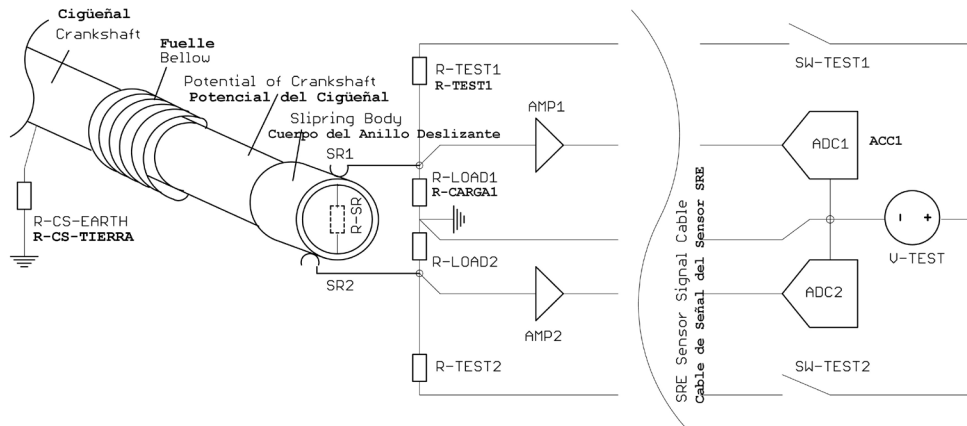 Cigüeñal
Crankshaft
Fuelle
Bellow
Potential of Crankshaft
Potencial del Cigüeñal
Slipring Body
Cuerpo del Anillo Deslizante
R-CS-EARTH
R-CS-TIERRA
SR1
R-SR
SR2
R-TEST1
R-TEST1
AMP1
R-LOAD1
R-CARGA1
R-LOAD2
AMP2
R-TEST2
SRE Sensor Signal Cable
Cable de Señal del Sensor SRE
SW-TEST1
ADC1
ACC1
- +
V-TEST
ADC2
SW-TEST2